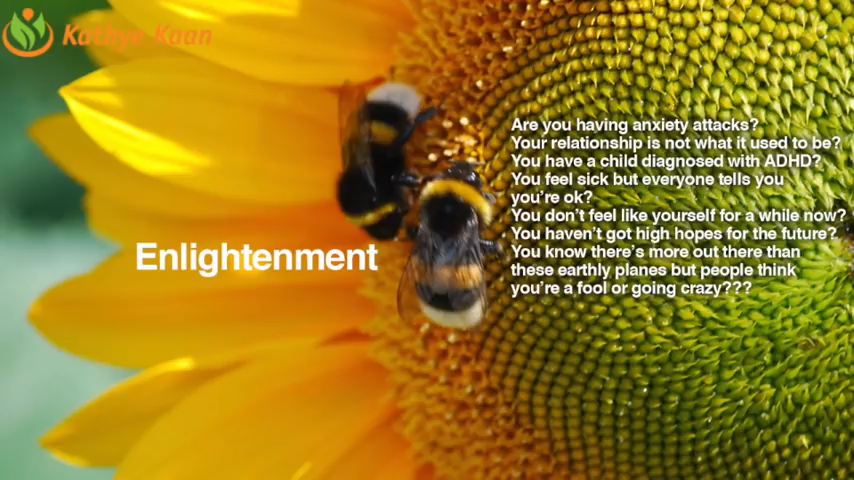 Kathye Kaan
Are you having anxiety attacks?
Your relationship is not what it used to be?
You have a child diagnosed with ADHD?
You feel sick but everyone tells you
you're ok?
You don't feel like yourself for a while now?
You haven't got high hopes for the future?
You know there's more out there than
these earthly planes but people think
you're a fool or going crazy???
Enlightenment